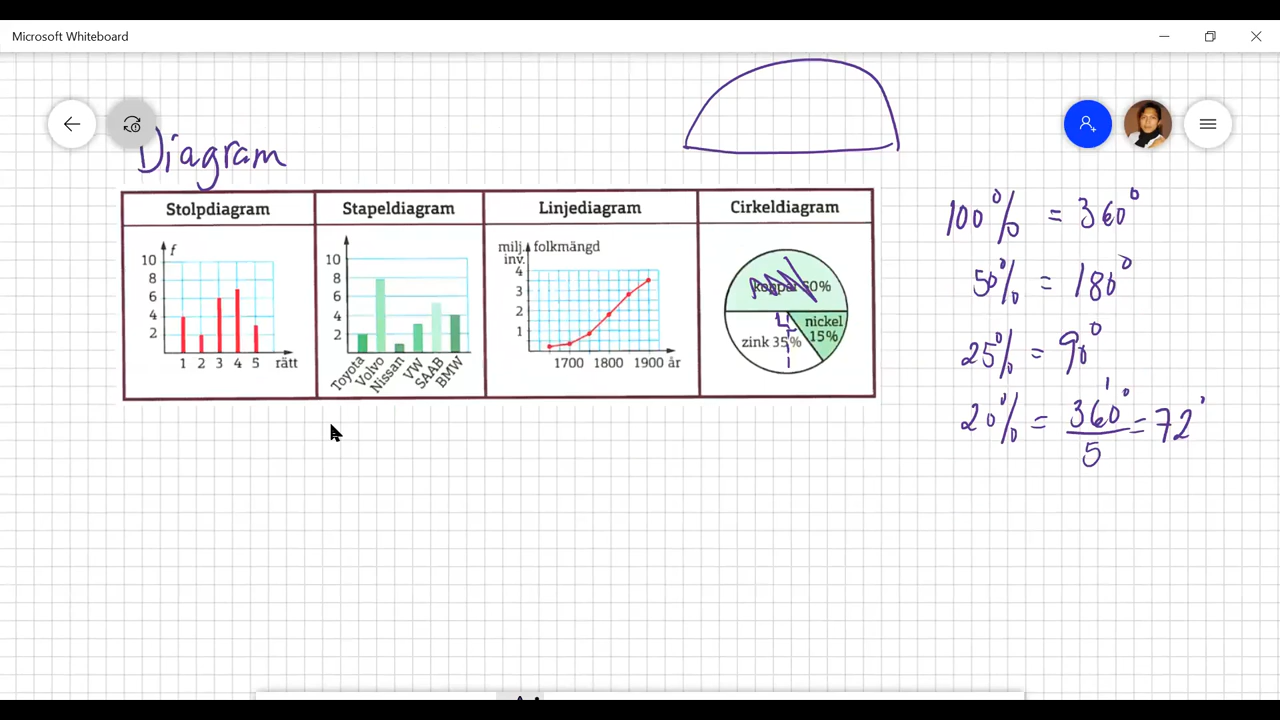 Microsoft Whiteboard
Diagram
Stolpdiagram
Stapeldiagram
Linjediagram
Cirkeldiagram
f
10
8
6
4
2
1 2 3 4 5 rätt
10
8
6
4
2
Toyota
Volvo
Nissan
VW
SAAB
BMW
milj. folkmängd
inv.
4
3
2
1
1700 1800 1900 år
koppar 50%
nickel
15%
zink 35%
100% = 360°
50% = 180°
25% = 90°
20% = 360°/5 = 72°